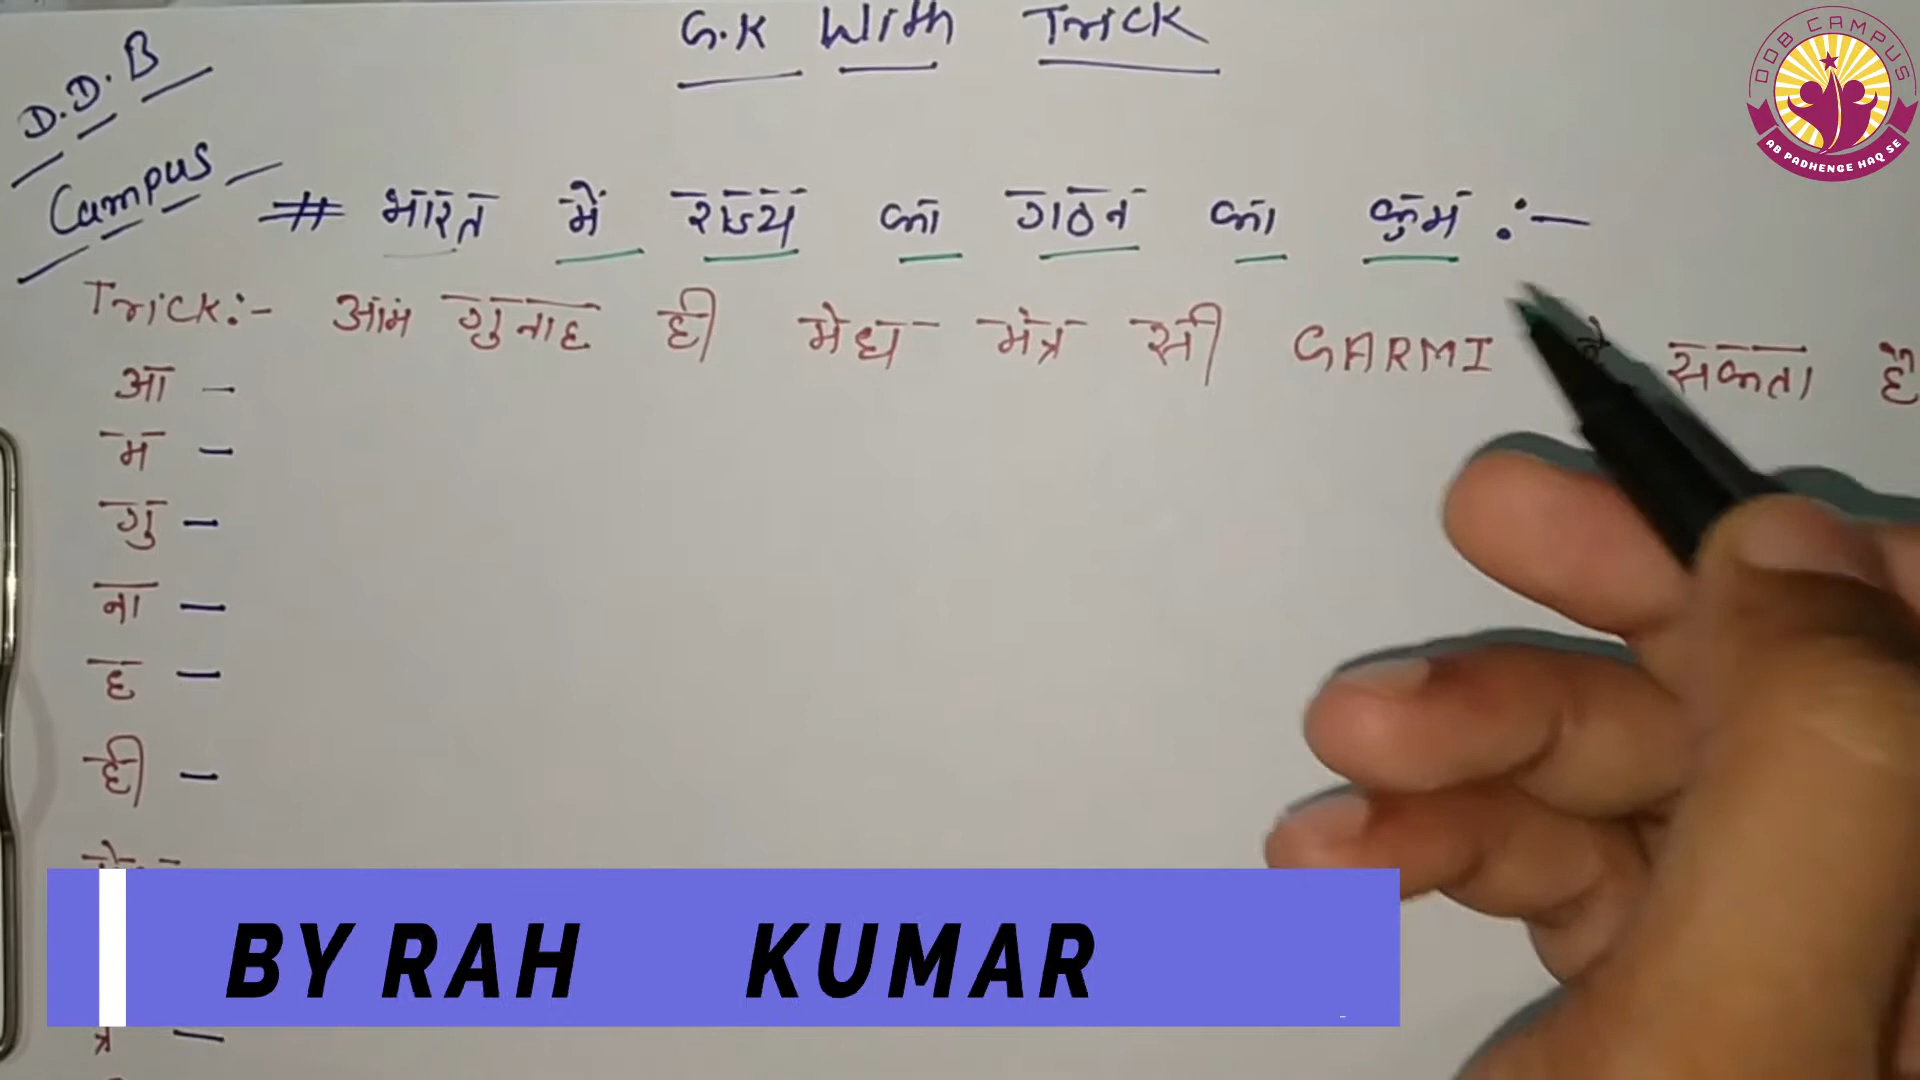 G.K With Trick
D.D.B
Campus
# भारत में राज्य का गठन का क्रम :-
Trick:- आम गुनाह ही मेघ मंत्र सी GARMI सकता है
आ -
म -
गु -
ना -
ह -
ही -
त्र -
BY RAH KUMAR
DDB CAMPUS
AB PADHENGE HAQ SE